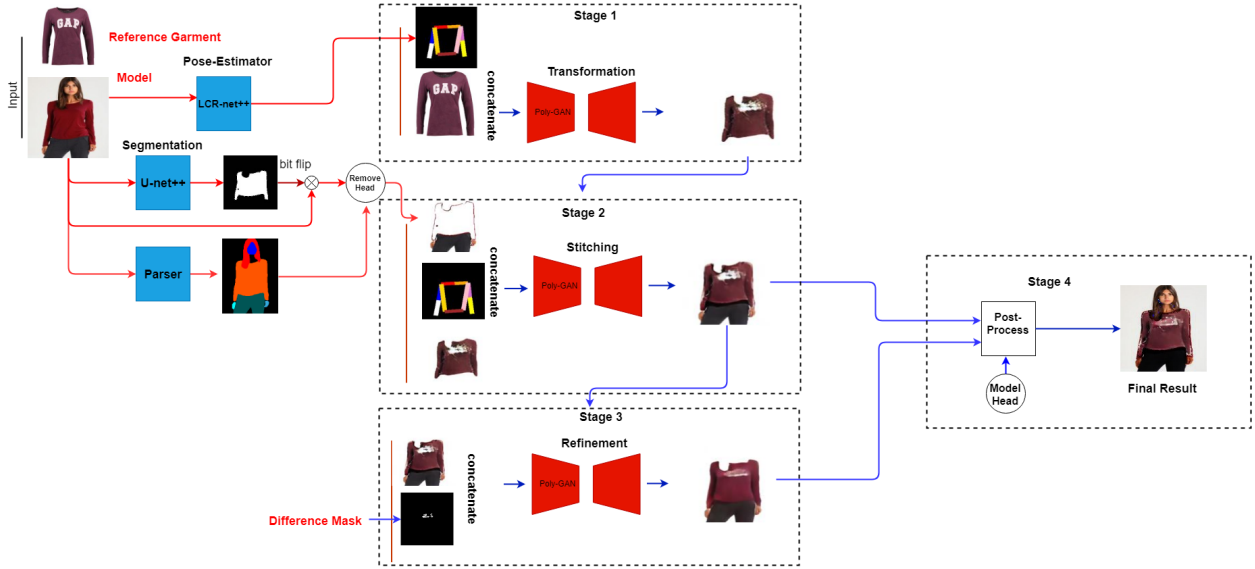 Input
GAP
Reference Garment
Model
Pose-Estimator
LCR-net++
Segmentation
U-net++
bit flip
Remove
Head
Parser
Stage 1
GAP
concatenate
Transformation
Poly-GAN
Stage 2
concatenate
Stitching
Poly-GAN
Stage 3
Refinement
concatenate
Poly-GAN
Difference Mask
Stage 4
Post-
Process
Model
Head
Final Result